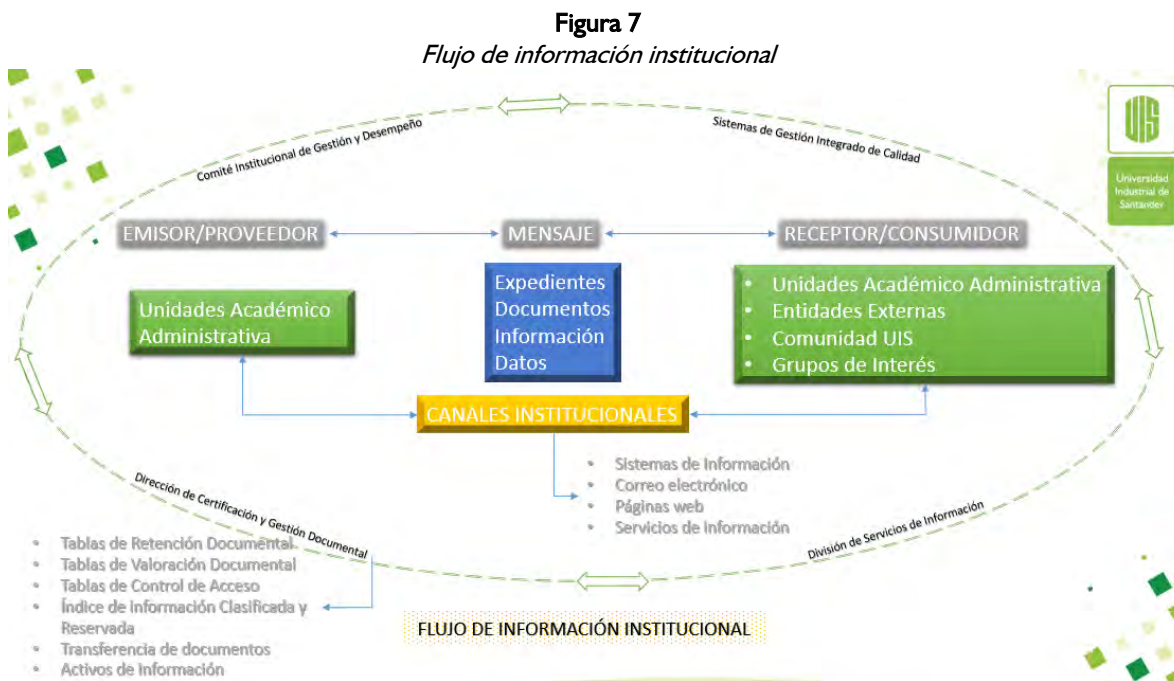 Figura 7
Flujo de información institucional
Comité Institucional de Gestión y Desempeño
Sistemas de Gestión Integrado de Calidad
UIS
Universidad
Industrial de
Santander
EMISOR/PROVEEDOR
MENSAJE
RECEPTOR/CONSUMIDOR
Unidades Académico
Administrativa
Expedientes
Documentos
Información
Datos
• Unidades Académico Administrativa
• Entidades Externas
• Comunidad UIS
• Grupos de Interés
CANALES INSTITUCIONALES
• Sistemas de Información
• Correo electrónico
• Páginas web
• Servicios de información
Dirección de Certificación y Gestión Documental
División de Servicios de Información
• Tablas de Retención Documental
• Tablas de Valoración Documental
• Tablas de Control de Acceso
• Índice de Información Clasificada y
Reservada
• Transferencia de documentos
• Activos de Información
FLUJO DE INFORMACIÓN INSTITUCIONAL